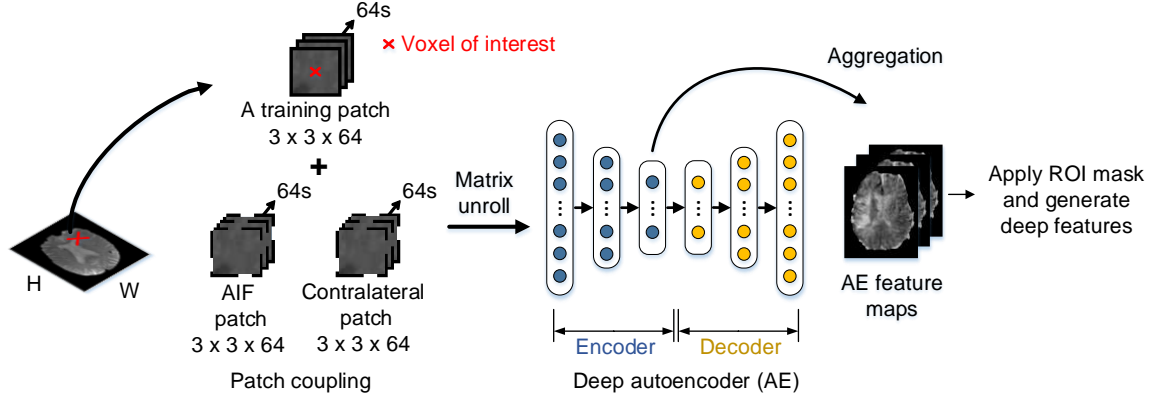 64s
× Voxel of interest
A training patch
3 x 3 x 64
+
64s
64s
H
W
AIF
patch
3 x 3 x 64
Contralateral
patch
3 x 3 x 64
Patch coupling
Matrix
unroll
Encoder
Decoder
Deep autoencoder (AE)
Aggregation
AE feature
maps
Apply ROI mask
and generate
deep features